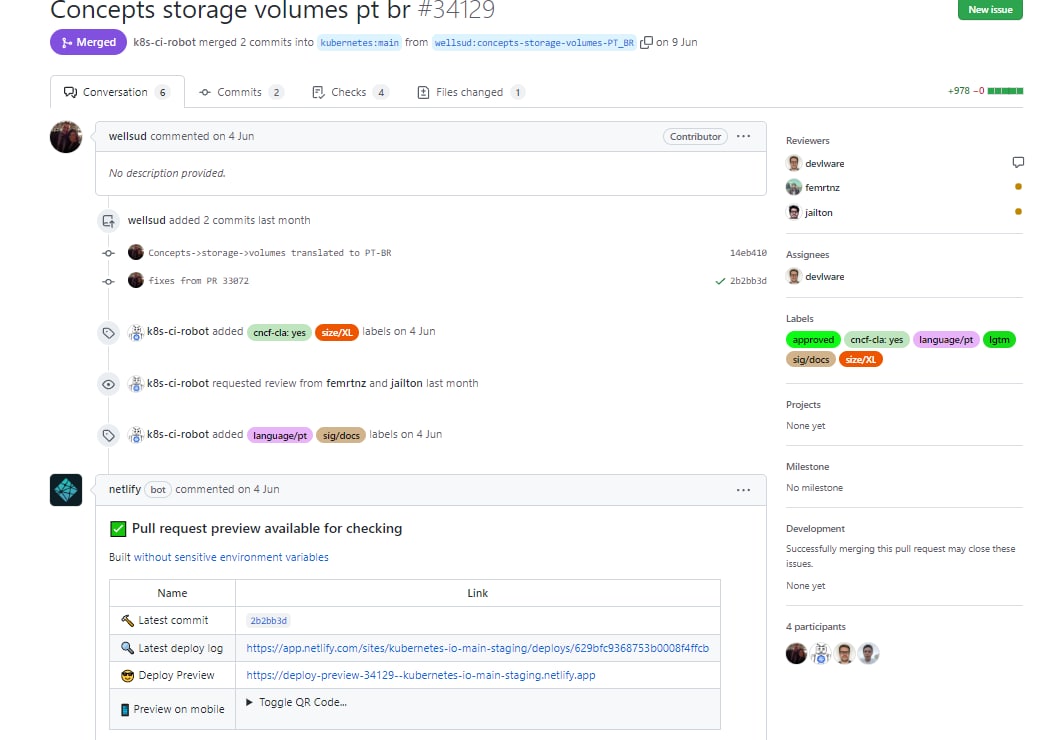 Concepts storage volumes pt br #34129
New issue
Merged k8s-ci-robot merged 2 commits into kubernetes:main from wellsud:concepts-storage-volumes-PT_BR on 9 Jun
Conversation 6 Commits 2 Checks 4 Files changed 1
+978 −0
wellsud commented on 4 Jun Contributor ...
No description provided.
wellsud added 2 commits last month
Concepts->storage->volumes translated to PT-BR 14eb410
fixes from PR 33072 2b2bb3d
k8s-ci-robot added cncf-cla: yes size/XL labels on 4 Jun
k8s-ci-robot requested review from femrtnz and jailton last month
k8s-ci-robot added language/pt sig/docs labels on 4 Jun
netlify bot commented on 4 Jun ...
Pull request preview available for checking
Built without sensitive environment variables
Name Link
Latest commit 2b2bb3d
Latest deploy log https://app.netlify.com/sites/kubernetes-io-main-staging/deploys/629bfc9368753b0008f4ffcb
Deploy Preview https://deploy-preview-34129--kubernetes-io-main-staging.netlify.app
Preview on mobile Toggle QR Code...
Reviewers
devlware
femrtnz
jailton
Assignees
devlware
Labels
approved cncf-cla: yes language/pt lgtm
sig/docs size/XL
Projects
None yet
Milestone
No milestone
Development
Successfully merging this pull request may close these
issues.
None yet
4 participants